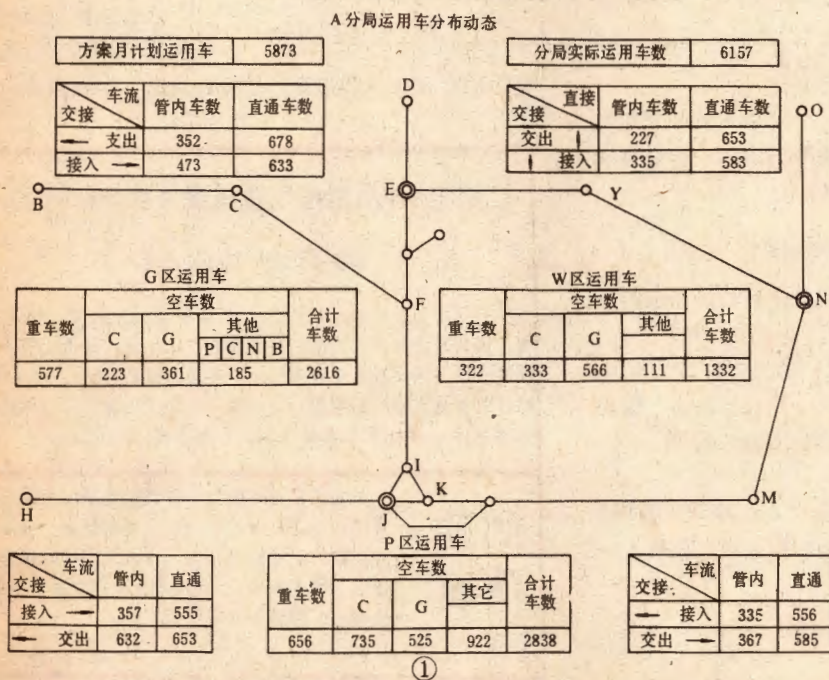 A分局运用车分布动态
方案月计划运用车 5873
分局实际运用车数 6157
车流 交接 管内车数 直通车数
← 支出 352 678
接入 → 473 633
直接 交接 管内车数 直通车数
交出 ↑ 227 653
↑ 接入 335 583
D
O
E
Y
B
C
F
N
G区运用车
重车数 空车数 合计车数
C G 其他
P C N B
577 223 361 185 2616
W区运用车
重车数 空车数 合计车数
C G 其他
322 333 566 111 1332
I
K
H
J
M
P区运用车
车流 交接 管内 直通
接入 → 357 555
← 交出 632 653
重车数 空车数 合计车数
C G 其它
656 735 525 922 2838
车流 交接 管内 直通
← 接入 335 556
交出 → 367 585
①